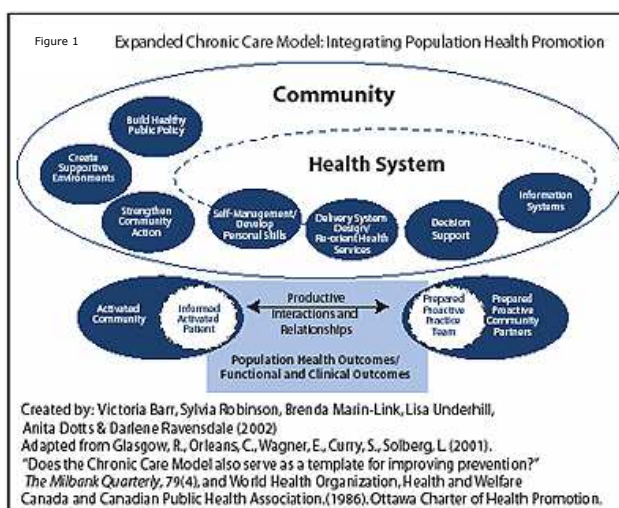 Figure 1
Expanded Chronic Care Model: Integrating Population Health Promotion
Community
Build Healthy
Public Policy
Health System
Create
Supportive
Environments
Information
Systems
Strengthen
Community
Action
Self-Management/
Develop
Personal Skills
Delivery System
Design/
Re-orient Health
Services
Decision
Support
Activated
Community
Informed
Activated
Patient
Productive
Interactions and
Relationships
Prepared
Proactive
Practice
Team
Prepared
Proactive
Community
Partners
Population Health Outcomes/
Functional and Clinical Outcomes
Created by: Victoria Barr, Sylvia Robinson, Brenda Marin-Link, Lisa Underhill,
Anita Dotts & Darlene Ravensdale (2002)
Adapted from Glasgow, R., Orleans, C., Wagner, E., Curry, S., Solberg, L. (2001).
"Does the Chronic Care Model also serve as a template for improving prevention?"
The Milbank Quarterly, 79(4), and World Health Organization, Health and Welfare
Canada and Canadian Public Health Association.(1986). Ottawa Charter of Health Promotion.